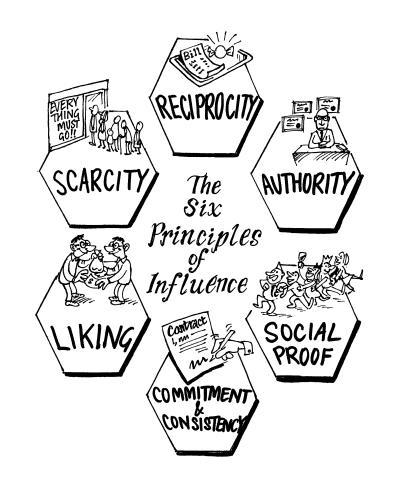 Bill
RECIPROCITY
EVERY
THING
MUST
GO!!
SCARCITY
AUTHORITY
The
Six
Principles
of
Influence
LIKING
SOCIAL
PROOF
Contract
COMMITMENT
&
CONSISTENCY